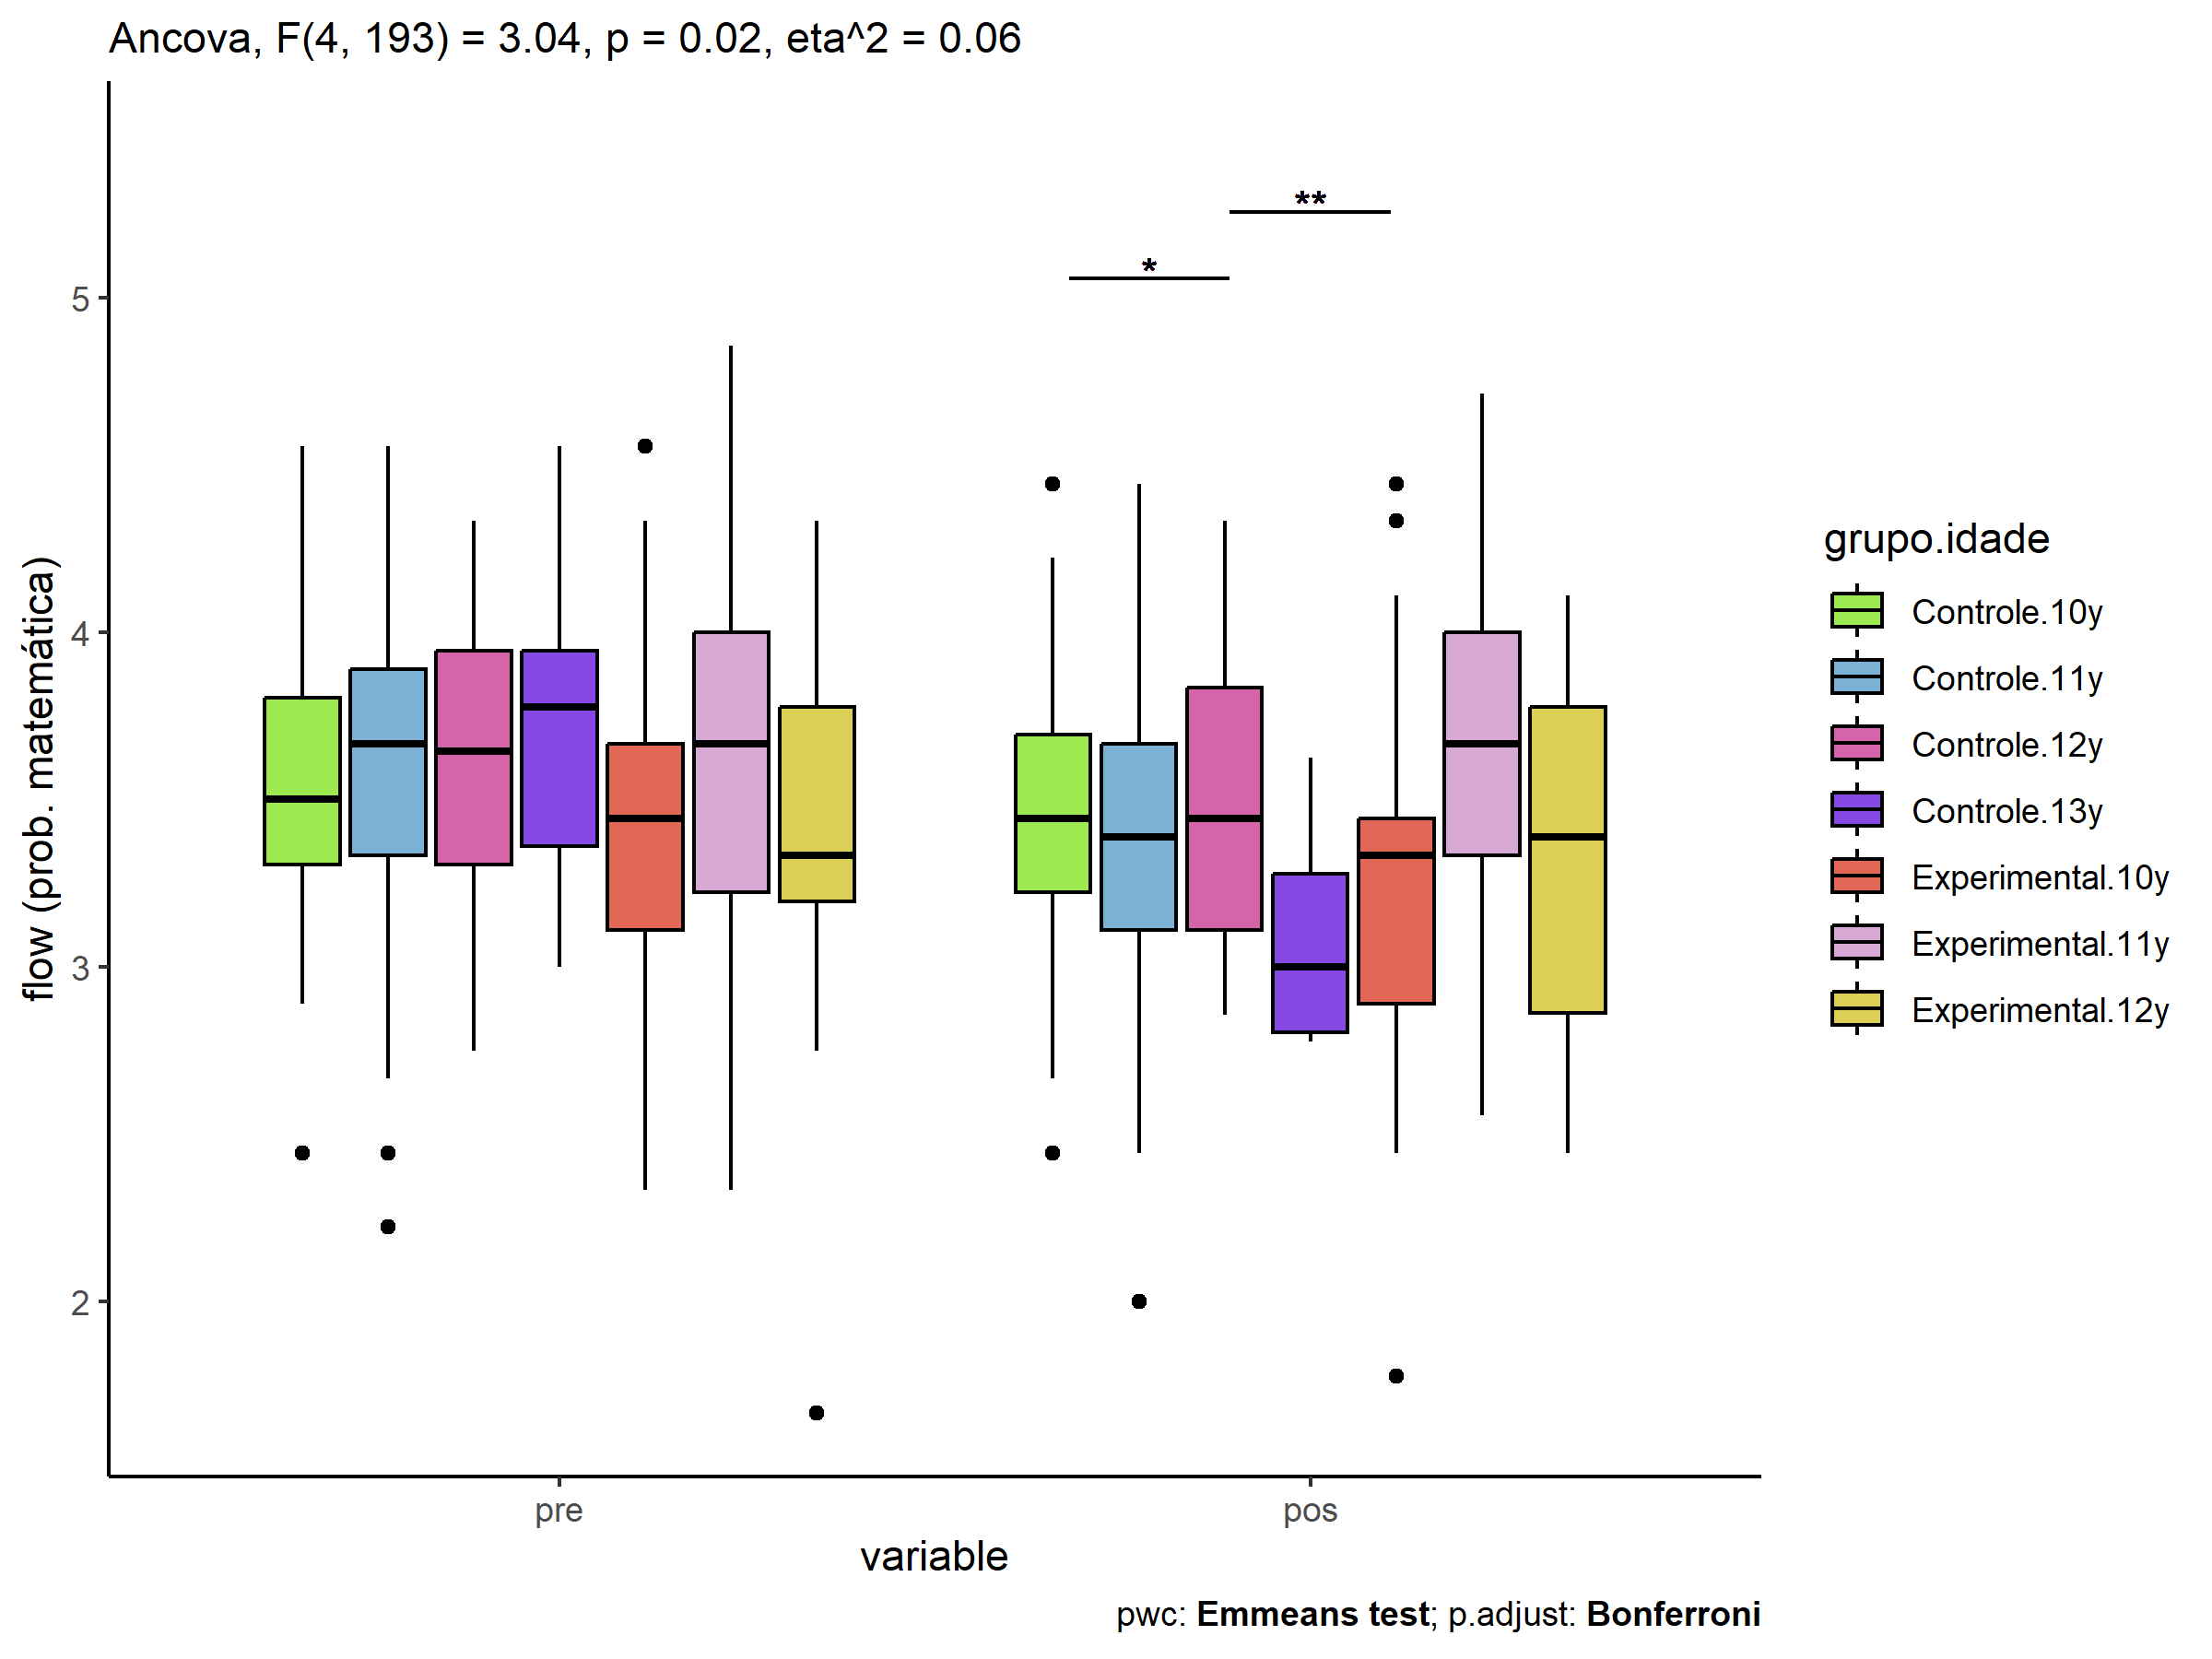 Ancova, F(4, 193) = 3.04, p = 0.02, eta^2 = 0.06
**
*
5
4
3
2
flow (prob. matemática)
pre
pos
variable
grupo.idade
Controle.10y
Controle.11y
Controle.12y
Controle.13y
Experimental.10y
Experimental.11y
Experimental.12y
pwc: Emmeans test; p.adjust: Bonferroni